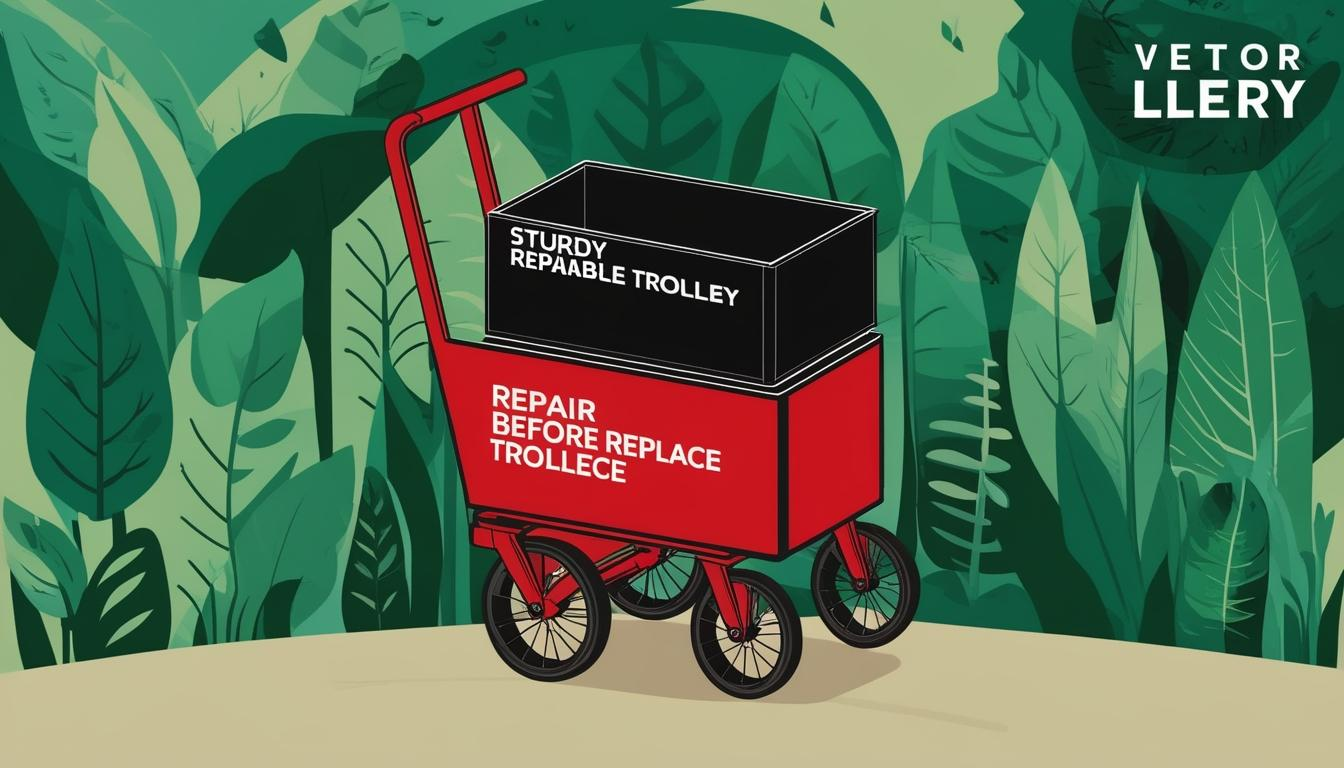 VETOR
LLERY
STURDY
REPAABLE TROLLEY
REPAIR
BEFORE REPLACE
TROLLECE